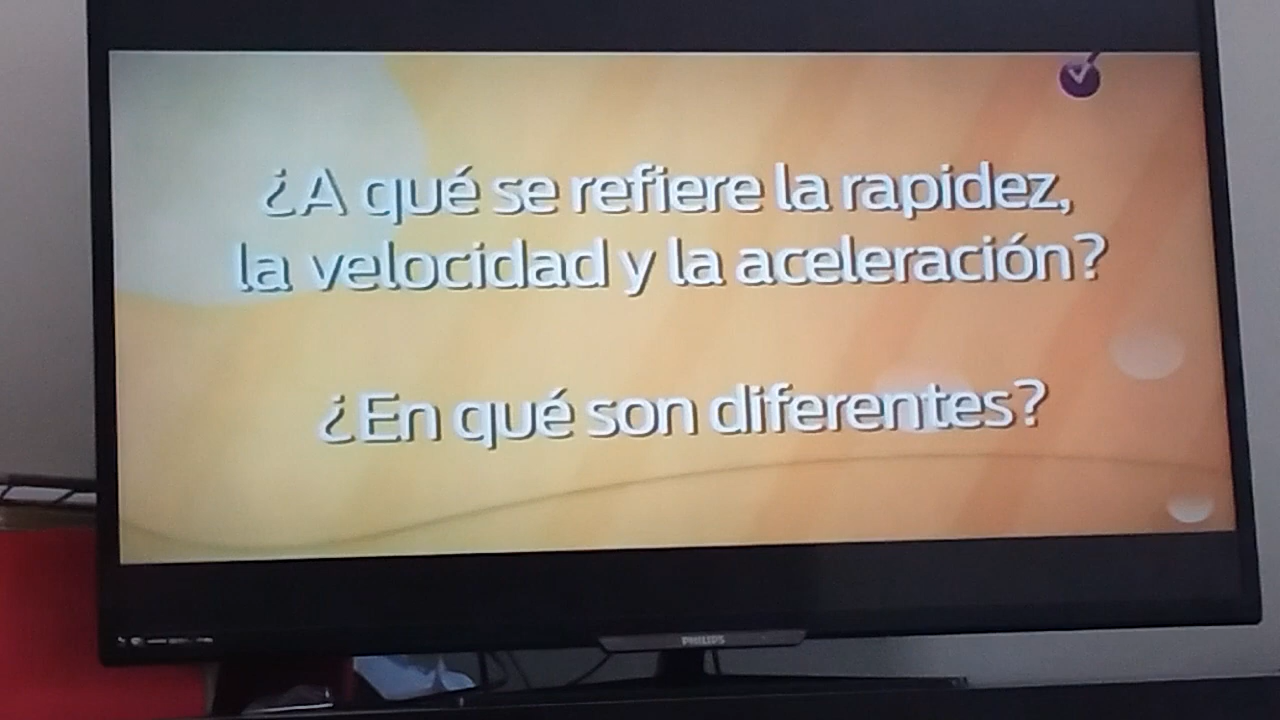 ¿A qué se refiere la rapidez,
la velocidad y la aceleración?
¿En qué son diferentes?
PHILIPS